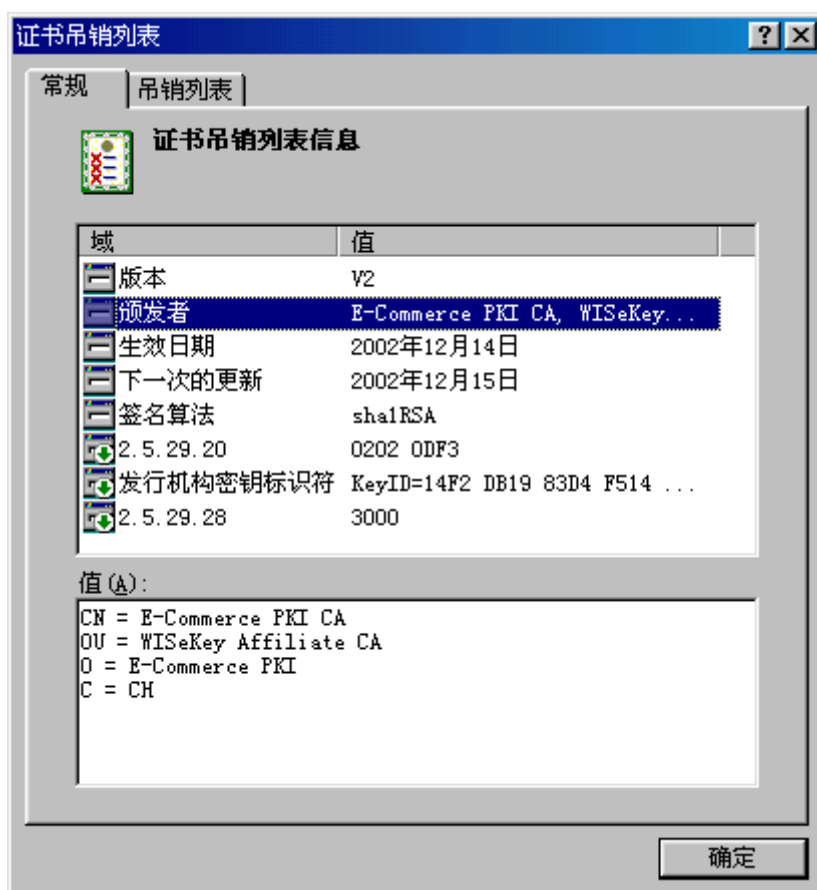 证书吊销列表
常规 吊销列表
证书吊销列表信息
域 值
版本 V2
颁发者 E-Commerce PKI CA, WISeKey...
生效日期 2002年12月14日
下一次的更新 2002年12月15日
签名算法 sha1RSA
2.5.29.20 0202 0DF3
发行机构密钥标识符 KeyID=14F2 DB19 83D4 F514 ...
2.5.29.28 3000
值(A):
CN = E-Commerce PKI CA
OU = WISeKey Affiliate CA
O = E-Commerce PKI
C = CH
确定